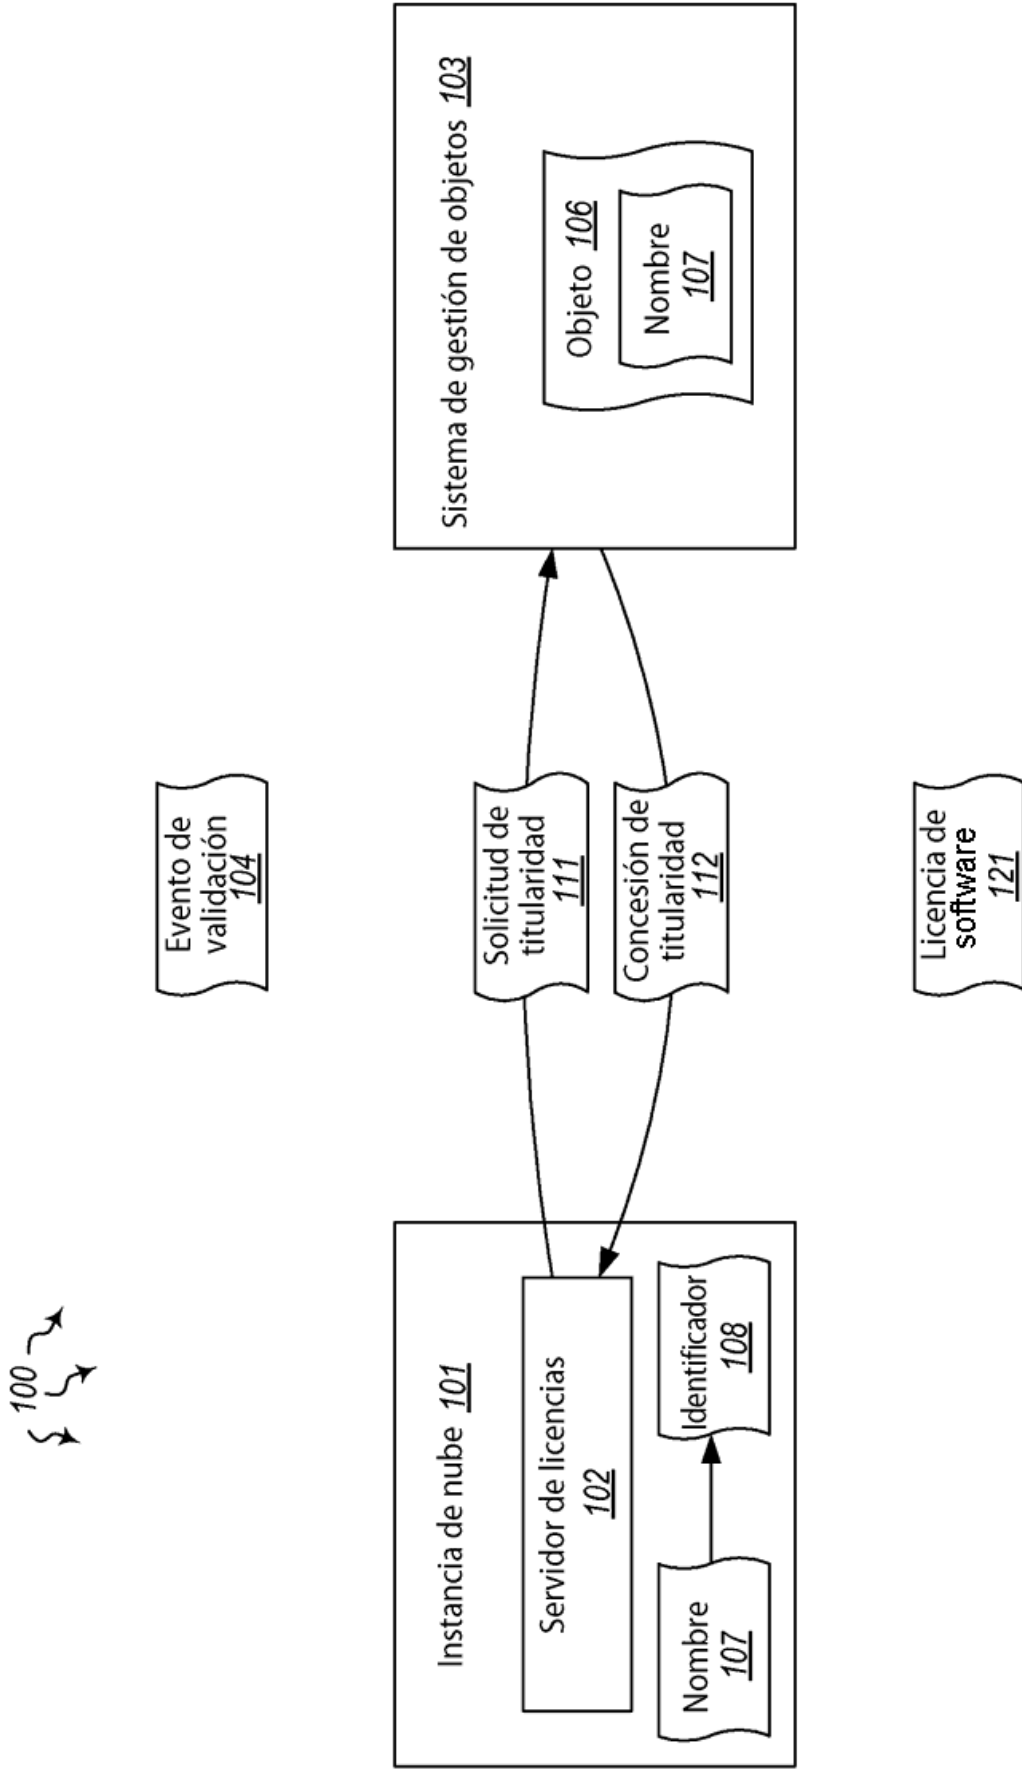 100
Instancia de nube 101
Servidor de licencias
102
Nombre
107
Identificador
108
Evento de
validación
104
Solicitud de
titularidad
111
Concesión de
titularidad
112
Licencia de
software
121
Sistema de gestión de objetos 103
Objeto 106
Nombre
107